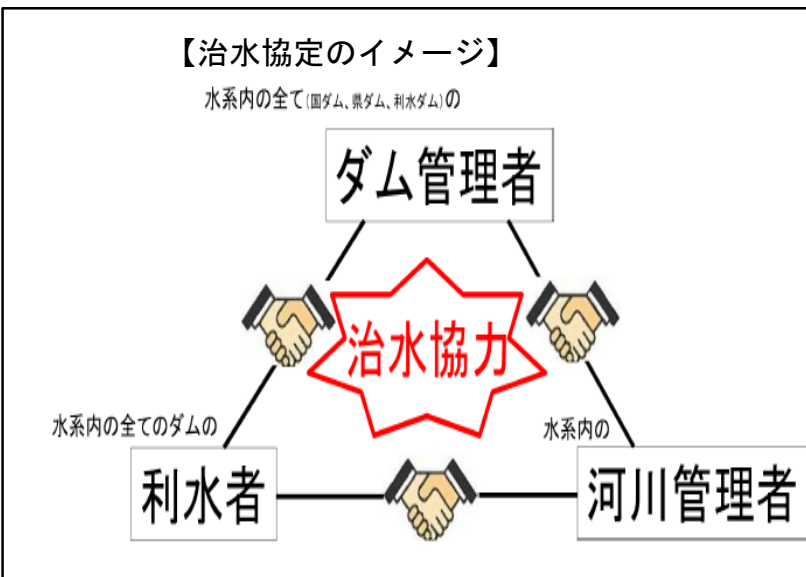 【治水協定のイメージ】
水系内の全て(国ダム、県ダム、利水ダム)の
ダム管理者
治水協力
水系内の全てのダムの
利水者
水系内の
河川管理者